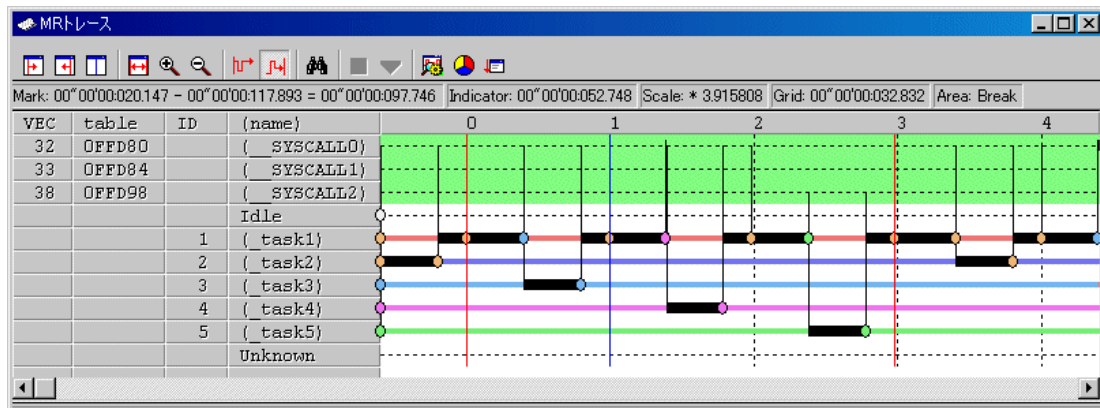 MRトレース
Mark: 00"00'00:020.147 - 00"00'00:117.893 = 00"00'00:097.746 Indicator: 00"00'00:052.748 Scale: * 3.915808 Grid: 00"00'00:032.832 Area: Break
VEC table ID (name) 0 1 2 3 4
32 0FFD80 (__SYSCALL0)
33 0FFD84 (__SYSCALL1)
38 0FFD98 (__SYSCALL2)
Idle
1 (_task1)
2 (_task2)
3 (_task3)
4 (_task4)
5 (_task5)
Unknown